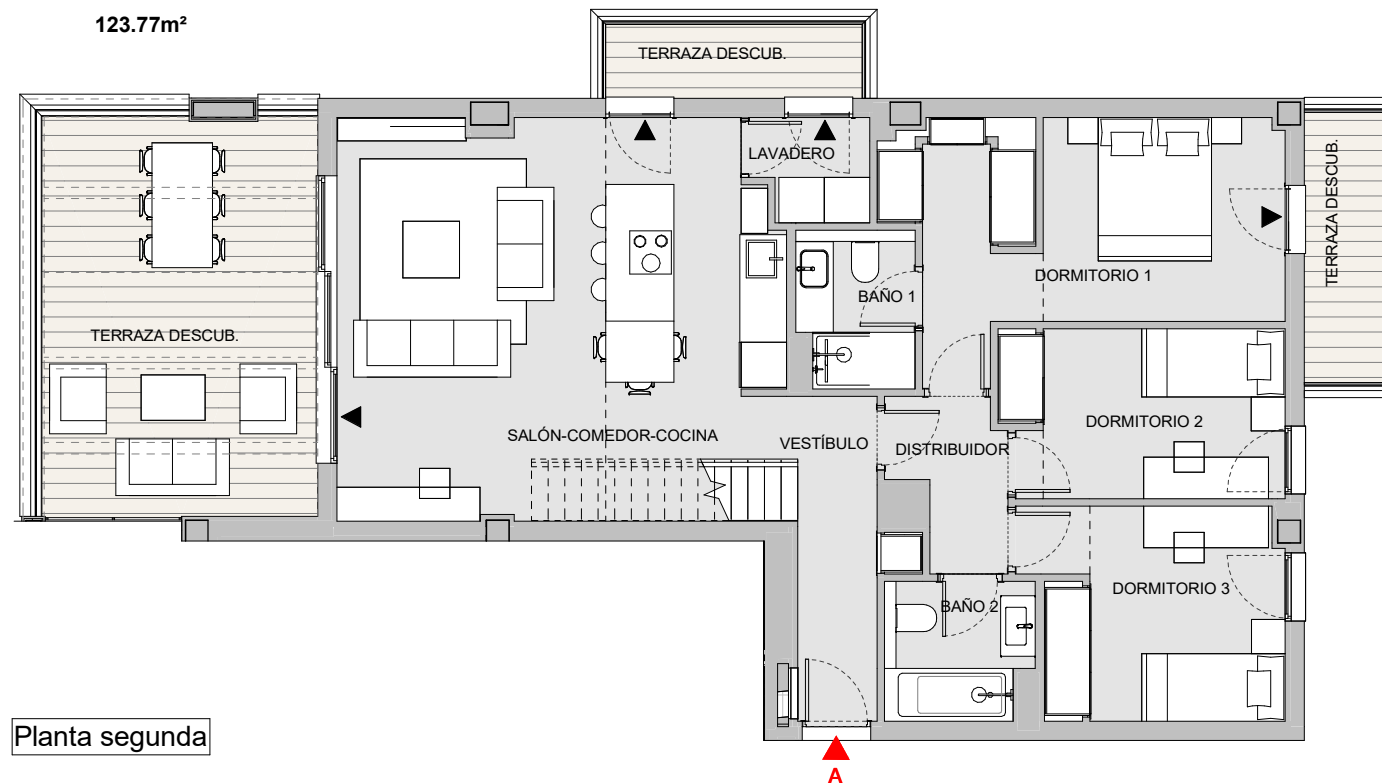 123.77m²
TERRAZA DESCUB.
LAVADERO
TERRAZA DESCUB.
DORMITORIO 1
BAÑO 1
TERRAZA DESCUB.
DORMITORIO 2
SALÓN-COMEDOR-COCINA
VESTÍBULO
DISTRIBUIDOR
DORMITORIO 3
BAÑO 2
Planta segunda
A